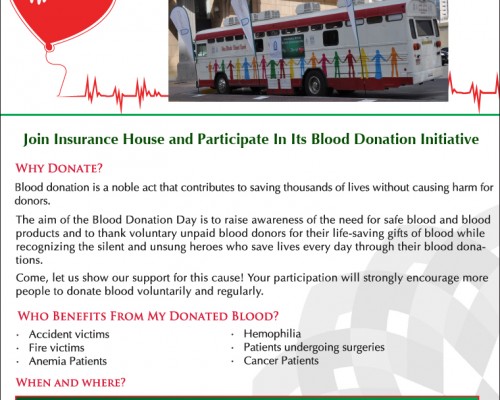 Join Insurance House and Participate In Its Blood Donation Initiative
WHY DONATE?
Blood donation is a noble act that contributes to saving thousands of lives without causing harm for
donors.
The aim of the Blood Donation Day is to raise awareness of the need for safe blood and blood
products and to thank voluntary unpaid blood donors for their life-saving gifts of blood while
recognizing the silent and unsung heroes who save lives every day through their blood dona-
tions.
Come, let us show our support for this cause! Your participation will strongly encourage more
people to donate blood voluntarily and regularly.
WHO BENEFITS FROM MY DONATED BLOOD?
· Accident victims
· Fire victims
· Anemia Patients
· Hemophilia
· Patients undergoing surgeries
· Cancer Patients
WHEN AND WHERE?